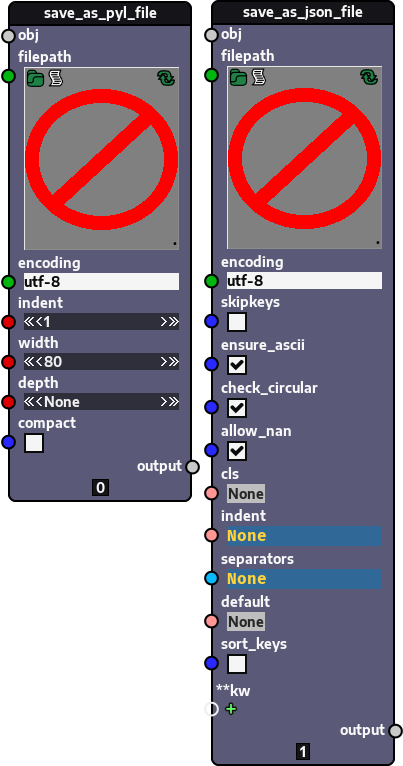 save_as_pyl_file
obj
filepath
encoding
utf-8
indent
1
width
80
depth
None
compact
output
0
save_as_json_file
obj
filepath
encoding
utf-8
skipkeys
ensure_ascii
check_circular
allow_nan
cls
None
indent
None
separators
None
default
None
sort_keys
**kw
+
output
1